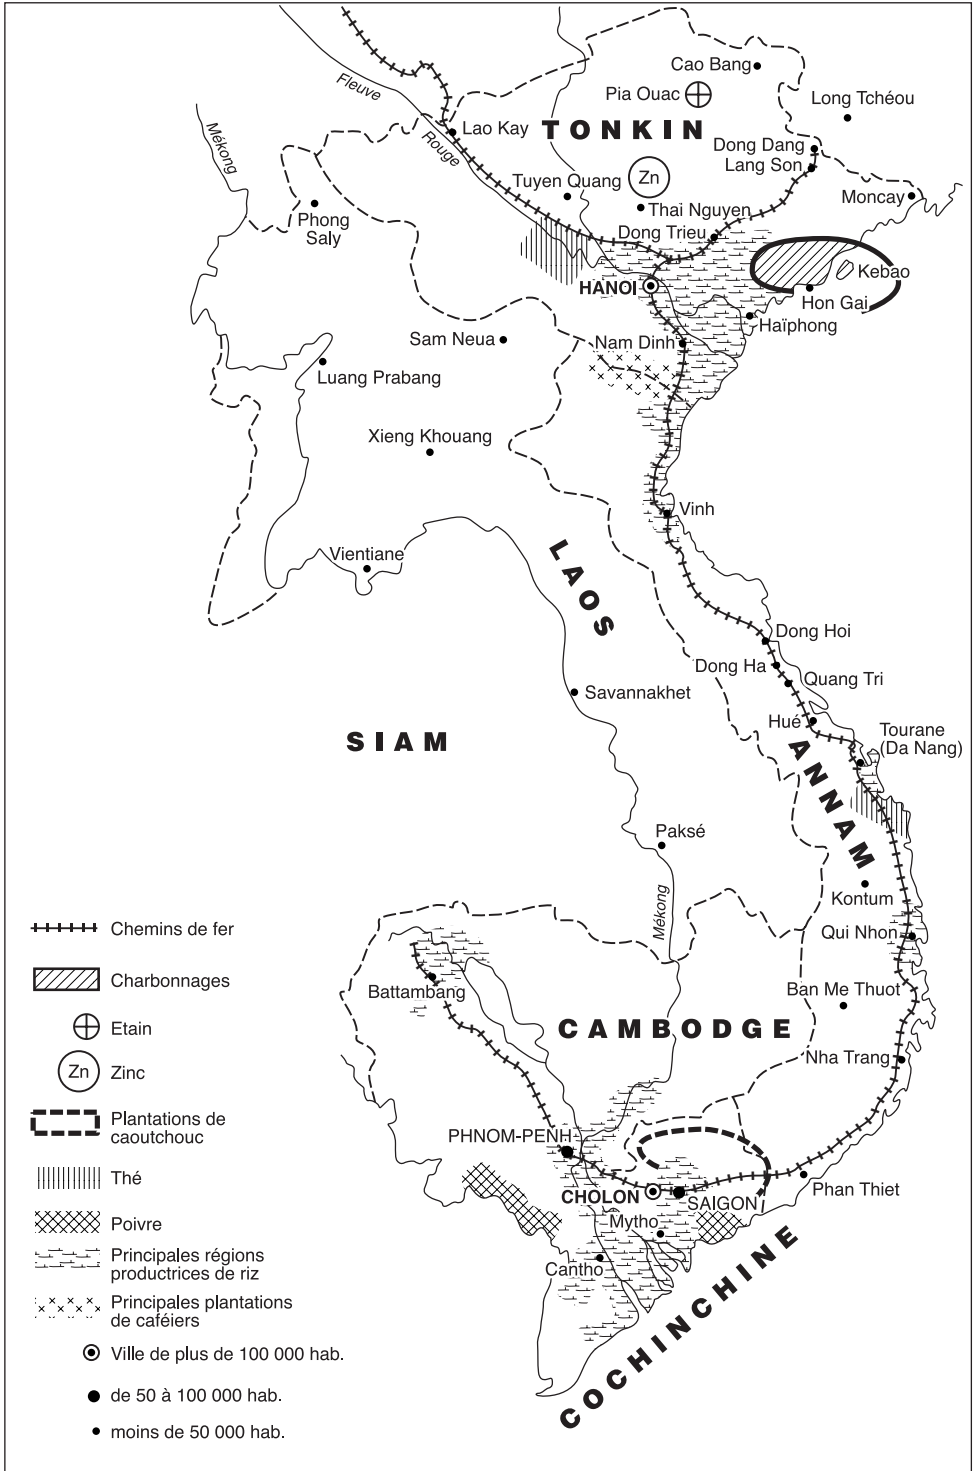 Cao Bang
Pia Ouac
Long Tchéou
Fleuve
Rouge
Mékong
Lao Kay
TONKIN
Dong Dang
Lang Son
Zn
Tuyen Quang
Moncay
Phong
Saly
Thai Nguyen
Dong Trieu
Kebao
HANOI
Hon Gai
Haïphong
Sam Neua
Nam Dinh
Luang Prabang
Xieng Khouang
Vinh
Vientiane
LAOS
Dong Hoi
Dong Ha
Quang Tri
Savannakhet
Hué
SIAM
Tourane
(Da Nang)
ANNAM
Paksé
Kontum
Mékong
Qui Nhon
Battambang
Ban Me Thuot
CAMBODGE
Nha Trang
PHNOM-PENH
CHOLON
SAIGON
Phan Thiet
Mytho
Cantho
COCHINCHINE
Chemins de fer
Charbonnages
Etain
Zn
Zinc
Plantations de
caoutchouc
Thé
Poivre
Principales régions
productrices de riz
Principales plantations
de caféiers
Ville de plus de 100 000 hab.
de 50 à 100 000 hab.
moins de 50 000 hab.